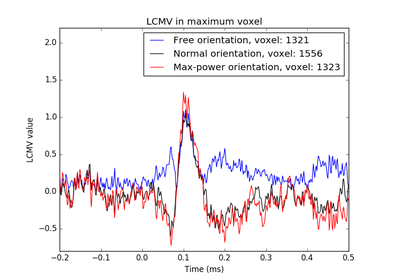 LCMV in maximum voxel
Free orientation, voxel: 1321
Normal orientation, voxel: 1556
Max-power orientation, voxel: 1323
LCMV value
2.0
1.5
1.0
0.5
0.0
−0.5
−0.2
−0.1
0.0
0.1
0.2
0.3
0.4
0.5
Time (ms)